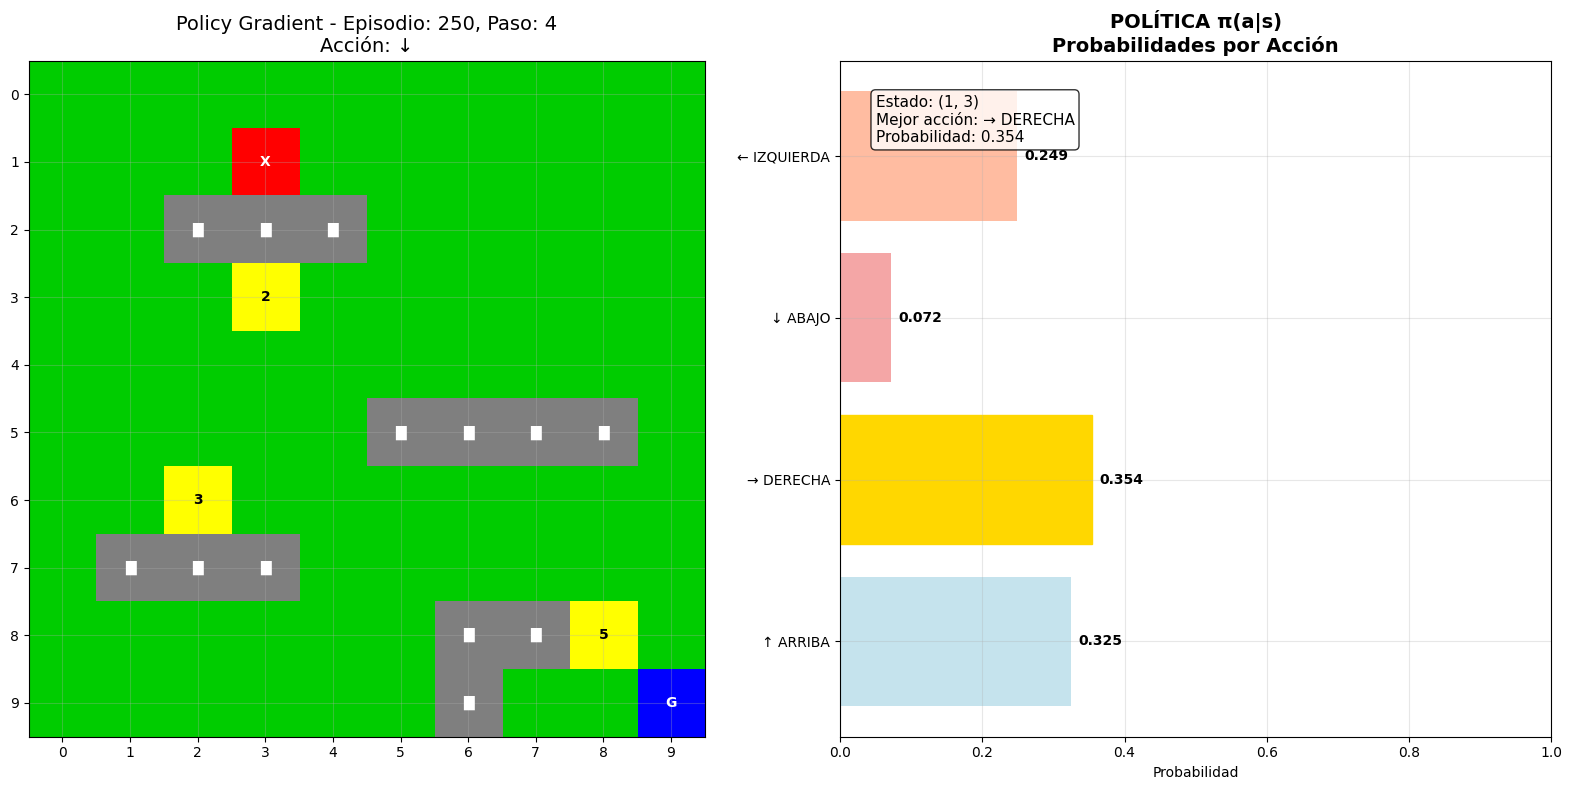 Policy Gradient - Episodio: 250, Paso: 4
Acción: ↓
0
1
2
3
4
5
6
7
8
9
X
2
3
5
G
0 1 2 3 4 5 6 7 8 9
POLÍTICA π(a|s)
Probabilidades por Acción
Estado: (1, 3)
Mejor acción: → DERECHA
Probabilidad: 0.354
← IZQUIERDA 0.249
↓ ABAJO 0.072
→ DERECHA 0.354
↑ ARRIBA 0.325
0.0 0.2 0.4 0.6 0.8 1.0
Probabilidad